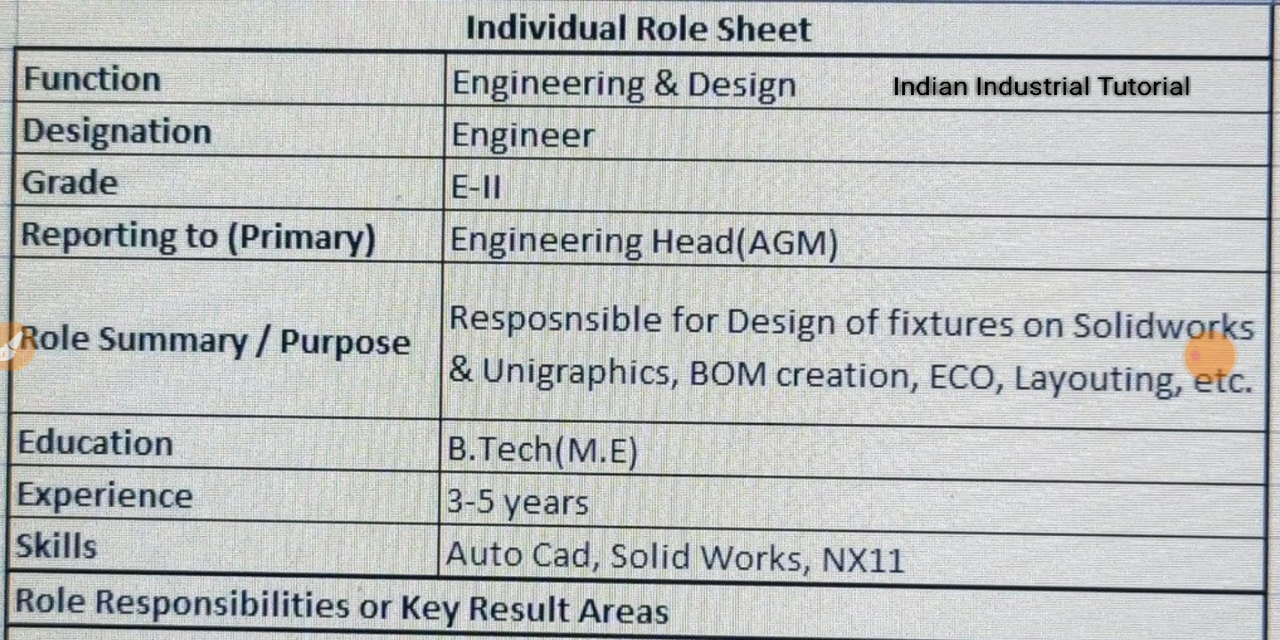 Individual Role Sheet
Function Engineering & Design Indian Industrial Tutorial
Designation Engineer
Grade E-II
Reporting to (Primary) Engineering Head(AGM)
Role Summary / Purpose Resposnsible for Design of fixtures on Solidworks
& Unigraphics, BOM creation, ECO, Layouting, etc.
Education B.Tech(M.E)
Experience 3-5 years
Skills Auto Cad, Solid Works, NX11
Role Responsibilities or Key Result Areas